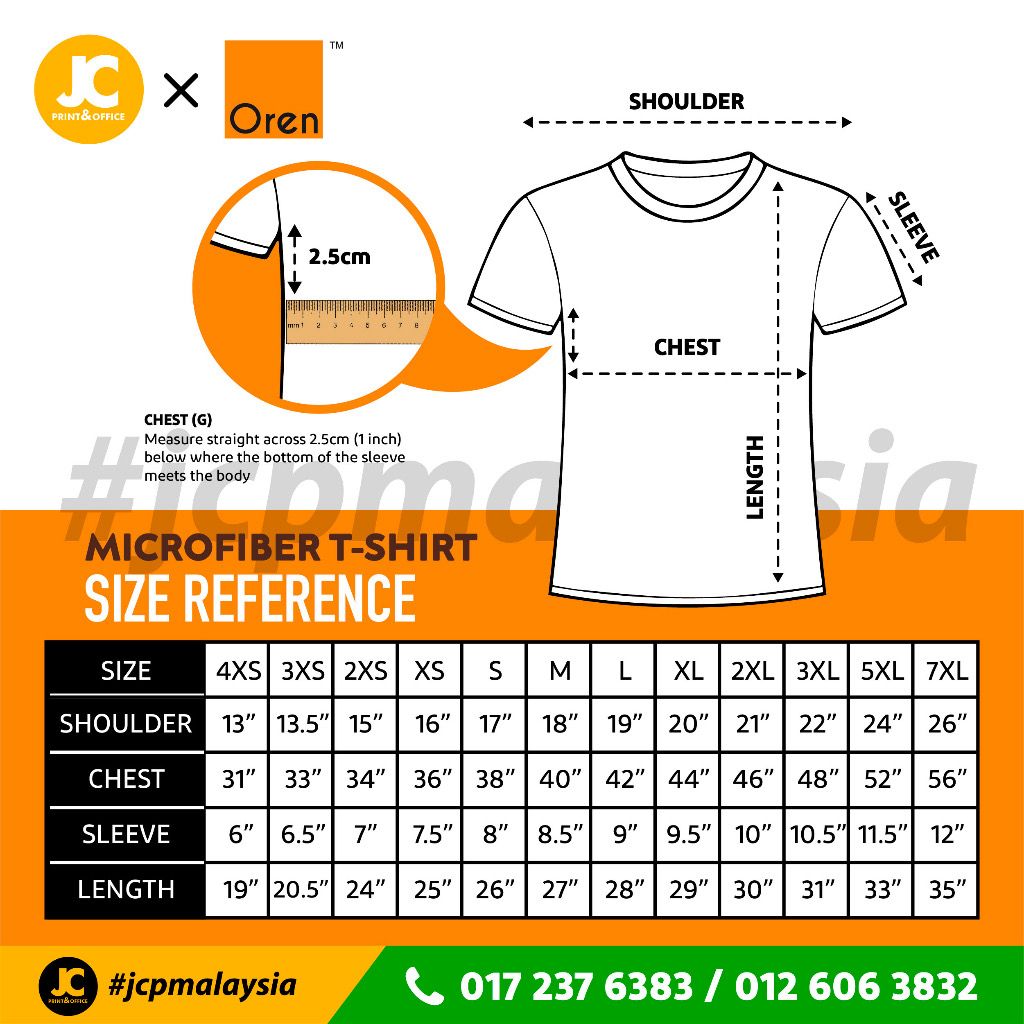 JC
PRINT&OFFICE
×
Oren
TM
SHOULDER
SLEEVE
2.5cm
mm 1 2 3 4 5 6 7 8
CHEST
LENGTH
CHEST (G)
Measure straight across 2.5cm (1 inch)
below where the bottom of the sleeve
meets the body
#jcpmalaysia
MICROFIBER T-SHIRT
SIZE REFERENCE
SIZE 4XS 3XS 2XS XS S M L XL 2XL 3XL 5XL 7XL
SHOULDER 13” 13.5” 15” 16” 17” 18” 19” 20” 21” 22” 24” 26”
CHEST 31” 33” 34” 36” 38” 40” 42” 44” 46” 48” 52” 56”
SLEEVE 6” 6.5” 7” 7.5” 8” 8.5” 9” 9.5” 10” 10.5” 11.5” 12”
LENGTH 19” 20.5” 24” 25” 26” 27” 28” 29” 30” 31” 33” 35”
JC
PRINT&OFFICE
#jcpmalaysia
017 237 6383 / 012 606 3832